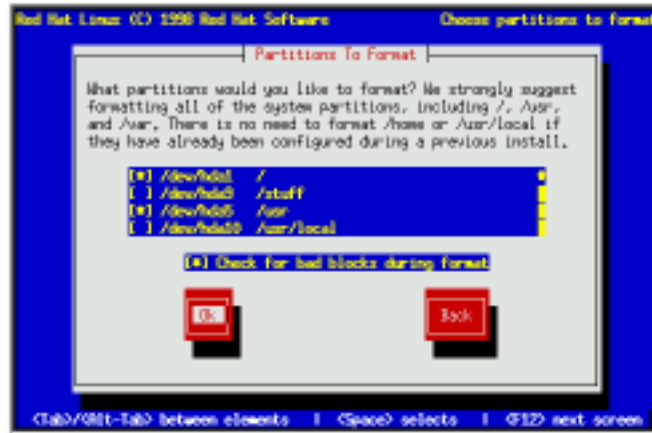 Red Hat Linux (C) 1998 Red Hat Software Choose partitions to format
Partitions To Format
What partitions would you like to format? We strongly suggest
formatting all of the system partitions, including /, /usr,
and /var. There is no need to format /home or /usr/local if
they have already been configured during a previous install.
[*] /dev/hda1 /
[ ] /dev/hda9 /stuff
[*] /dev/hda5 /usr
[ ] /dev/hda10 /usr/local
[*] Check for bad blocks during format
Ok Back
<Tab>/<Alt-Tab> between elements | <Space> selects | <F12> next screen